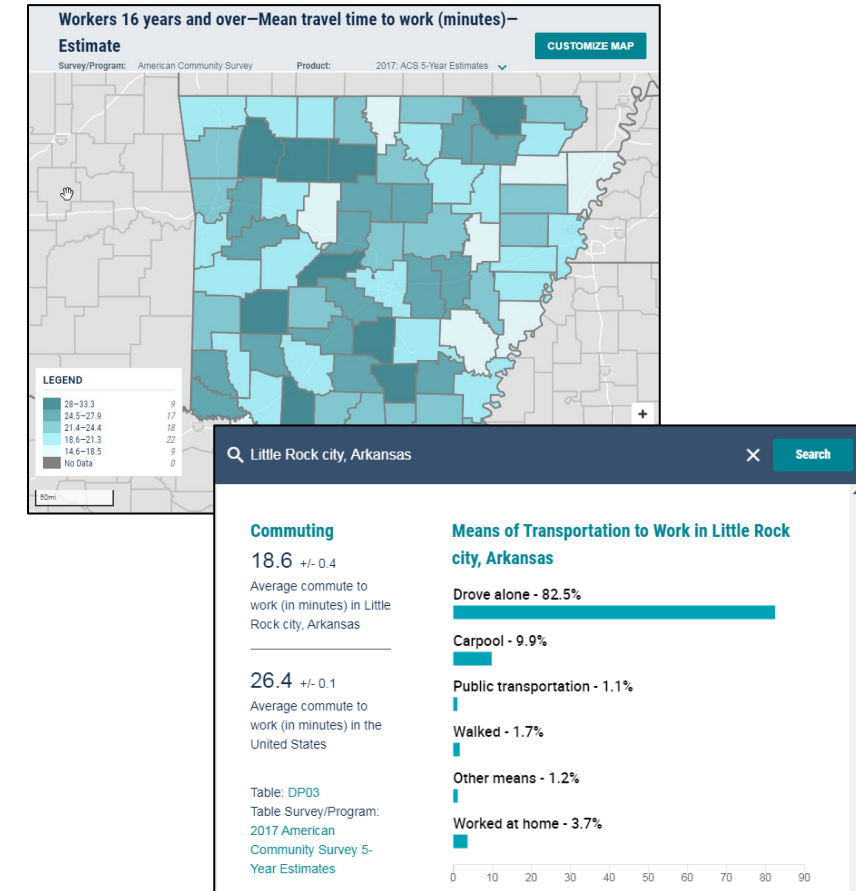 Workers 16 years and over—Mean travel time to work (minutes)—
Estimate
CUSTOMIZE MAP
Survey/Program: American Community Survey Product: 2017: ACS 5-Year Estimates
LEGEND
28–33.3 9
24.5–27.9 17
21.4–24.4 18
18.6–21.3 22
14.6–18.5 9
No Data 0
50mi
+
Little Rock city, Arkansas
Search
Commuting
18.6 +/- 0.4
Average commute to
work (in minutes) in Little
Rock city, Arkansas
26.4 +/- 0.1
Average commute to
work (in minutes) in the
United States
Table: DP03
Table Survey/Program:
2017 American
Community Survey 5-
Year Estimates
Means of Transportation to Work in Little Rock
city, Arkansas
Drove alone - 82.5%
Carpool - 9.9%
Public transportation - 1.1%
Walked - 1.7%
Other means - 1.2%
Worked at home - 3.7%
0 10 20 30 40 50 60 70 80 90